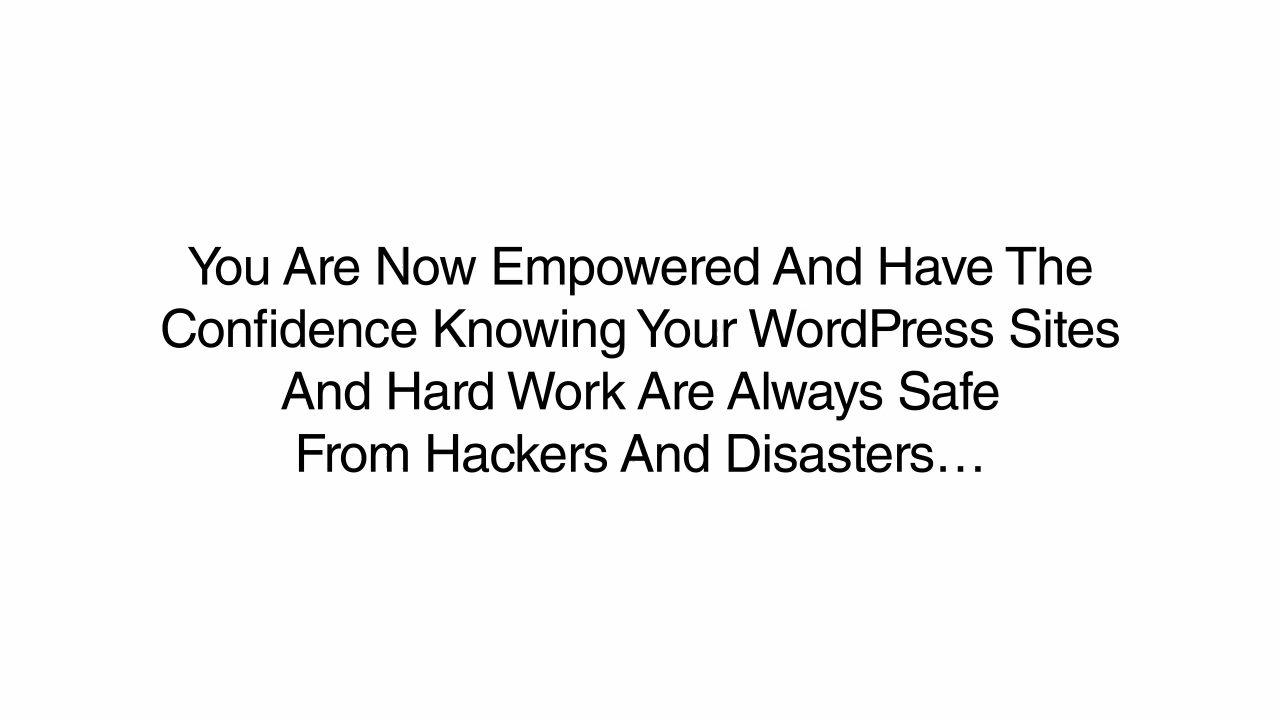 You Are Now Empowered And Have The
Confidence Knowing Your WordPress Sites
And Hard Work Are Always Safe
From Hackers And Disasters…